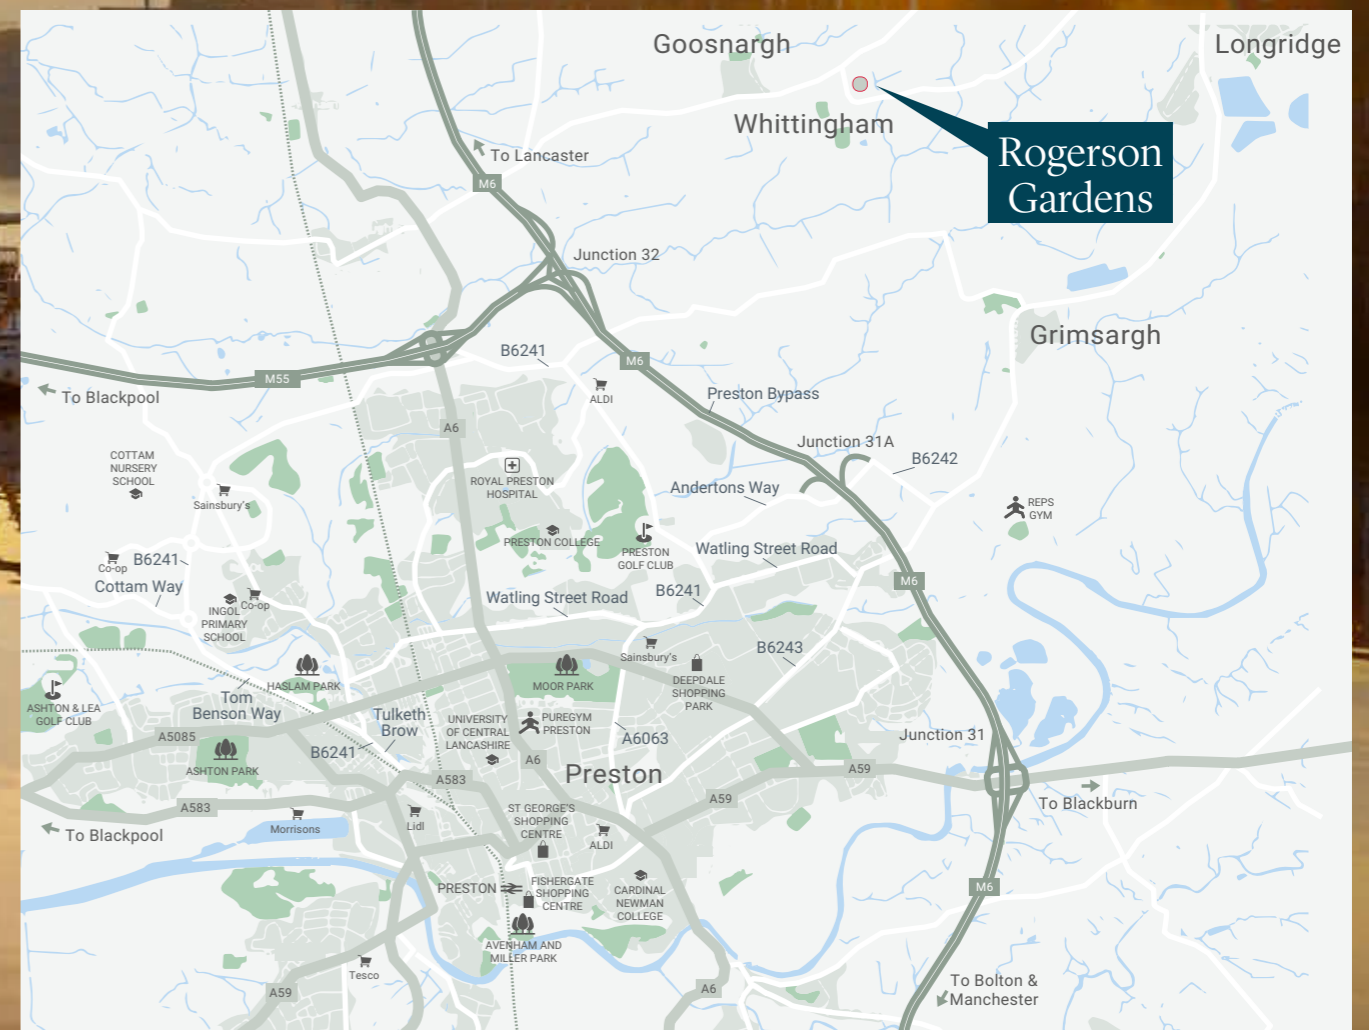 Goosnargh
Longridge
Whittingham
Rogerson
Gardens
To Lancaster
M6
Junction 32
Grimsargh
B6241
M6
M55
To Blackpool
ALDI
Preston Bypass
A6
Junction 31A
COTTAM
NURSERY
SCHOOL
B6242
ROYAL PRESTON
HOSPITAL
Andertons Way
Sainsbury's
REPS
GYM
PRESTON COLLEGE
PRESTON
GOLF CLUB
Watling Street Road
Co-op
B6241
Cottam Way
M6
B6241
Watling Street Road
Co-op
INGOL
PRIMARY
SCHOOL
B6243
Sainsbury's
HASLAM PARK
MOOR PARK
DEEPDALE
SHOPPING
PARK
ASHTON & LEA
GOLF CLUB
Tom
Benson Way
Tulketh
Brow
UNIVERSITY
OF CENTRAL
LANCASHIRE
PUREGYM
PRESTON
A5085
A6063
Junction 31
B6241
A6
ASHTON PARK
Preston
A59
A583
A59
To Blackburn
A583
ST GEORGE'S
SHOPPING
CENTRE
To Blackpool
Morrisons
Lidl
ALDI
PRESTON
FISHERGATE
SHOPPING
CENTRE
CARDINAL
NEWMAN
COLLEGE
M6
AVENHAM AND
MILLER PARK
Tesco
A59
A6
To Bolton &
Manchester